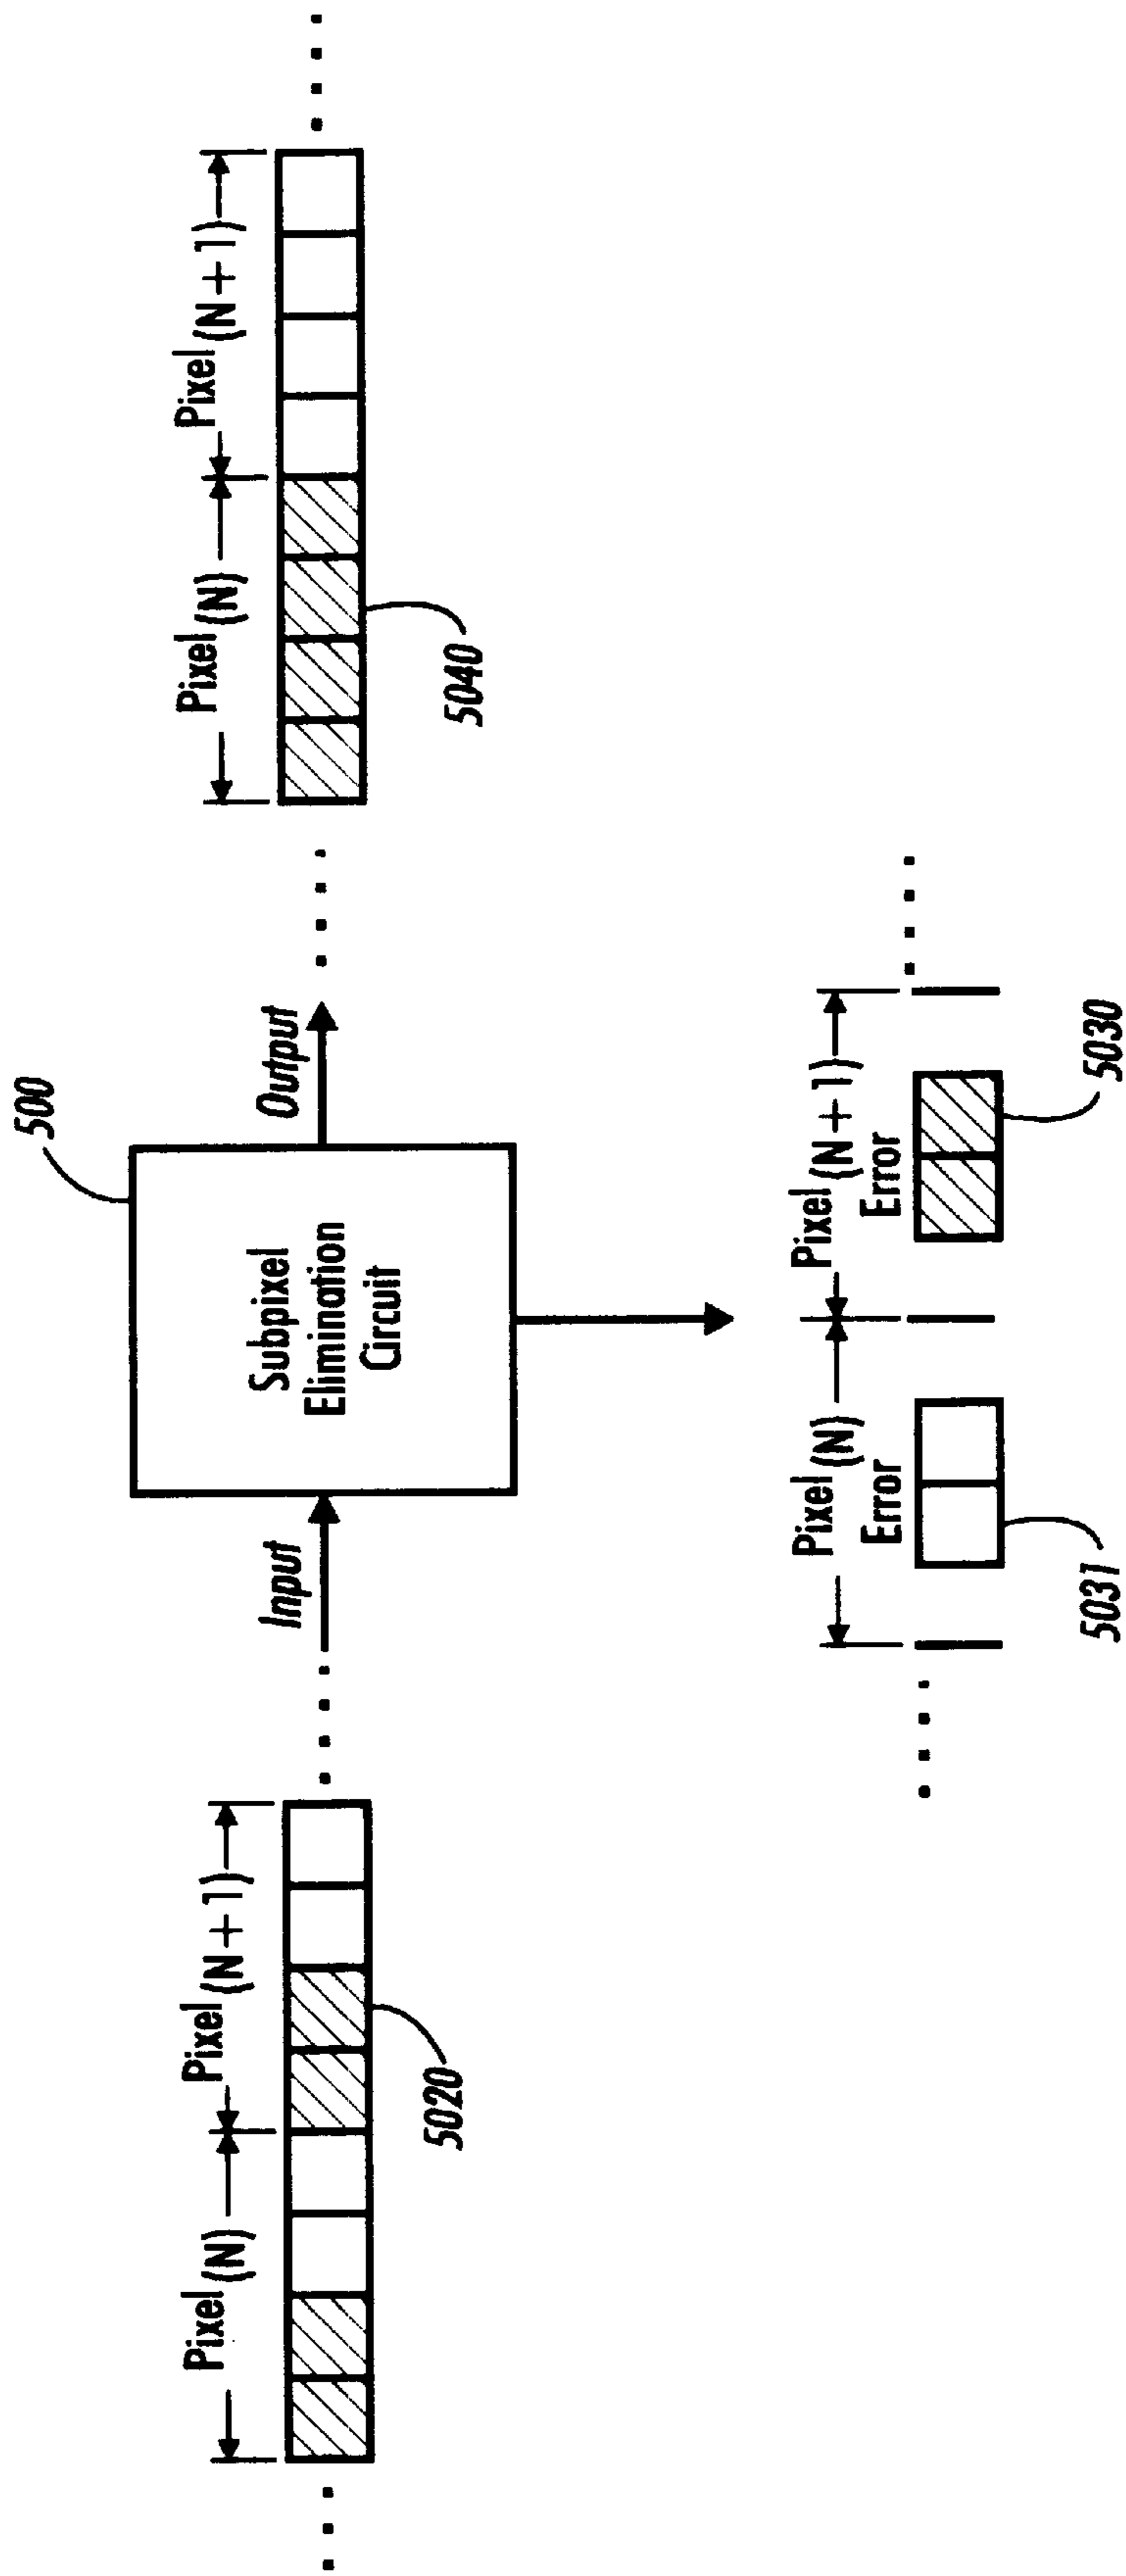 Pixel(N)
Pixel(N+1)
5020
Input
500
Subpixel
Elimination
Circuit
Output
Pixel(N)
Pixel(N+1)
5040
Pixel(N)
Error
Pixel(N+1)
Error
5031
5030